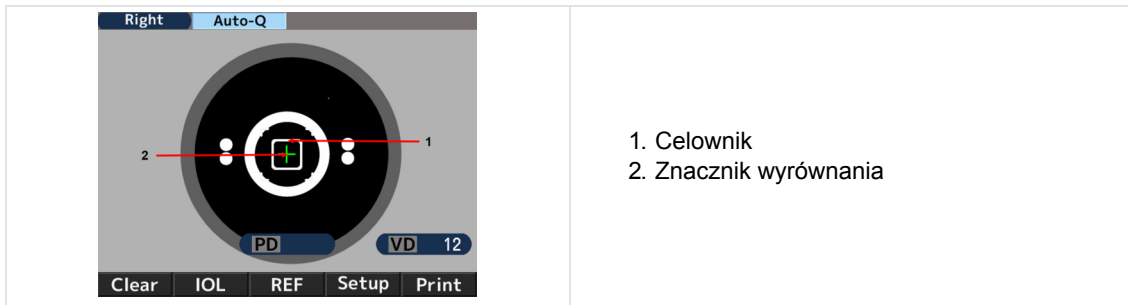 Right Auto-Q
1
2
PD VD 12
Clear IOL REF Setup Print
1. Celownik
2. Znacznik wyrównania